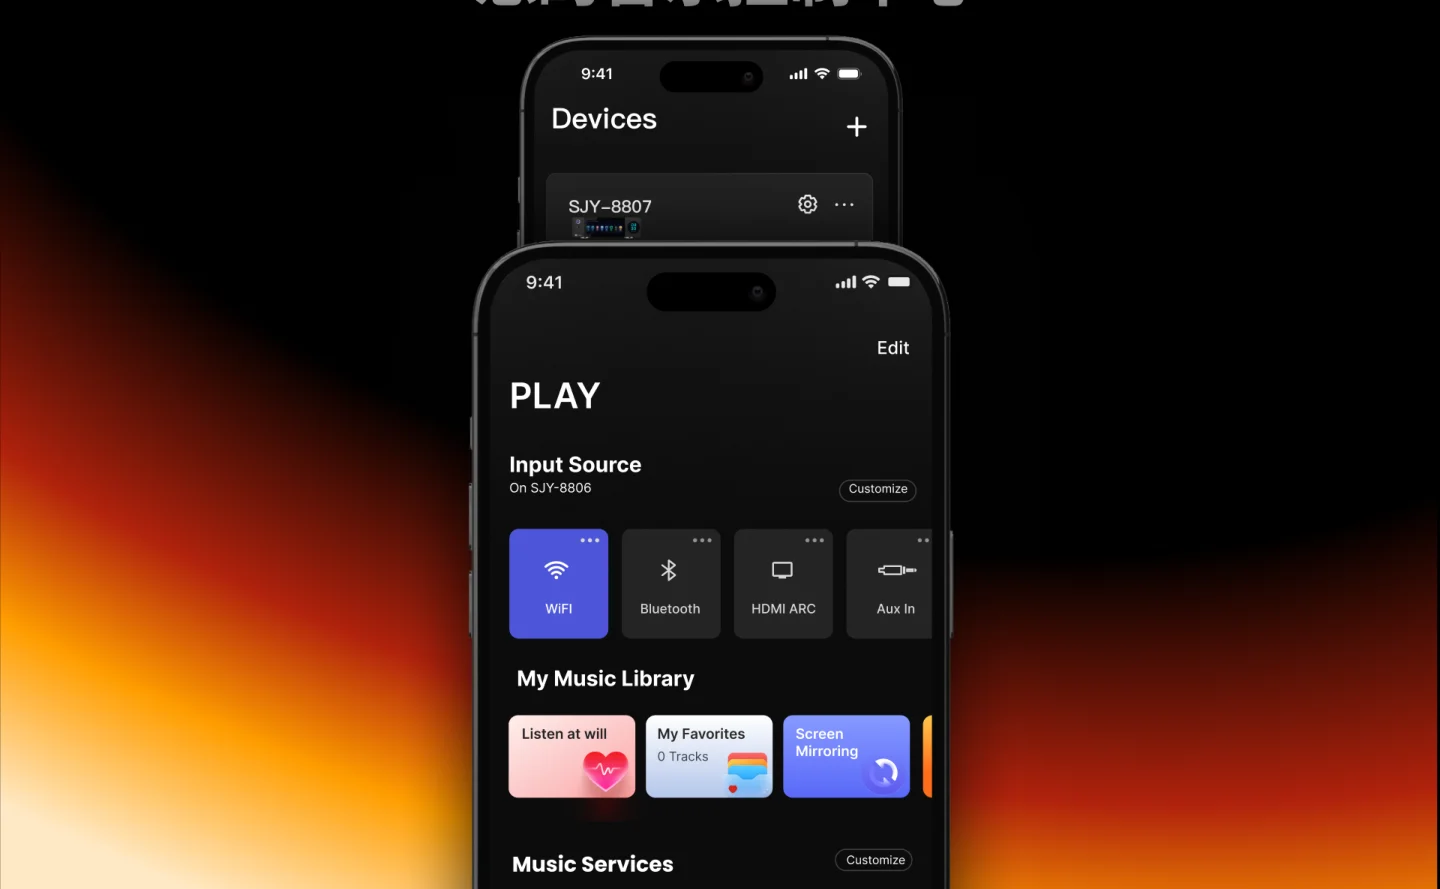 9:41
Devices
SJY-8807
9:41
Edit
PLAY
Input Source
On SJY-8806
Customize
WiFI
Bluetooth
HDMI ARC
Aux In
My Music Library
Listen at will
My Favorites
0 Tracks
Screen
Mirroring
Music Services
Customize